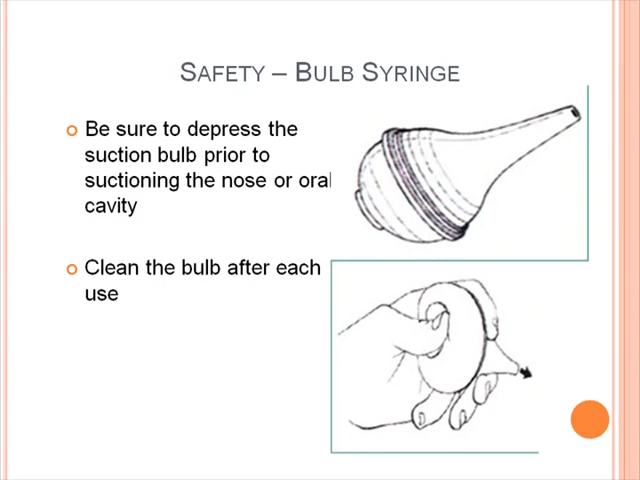 SAFETY – BULB SYRINGE
Be sure to depress the
suction bulb prior to
suctioning the nose or oral
cavity
Clean the bulb after each
use